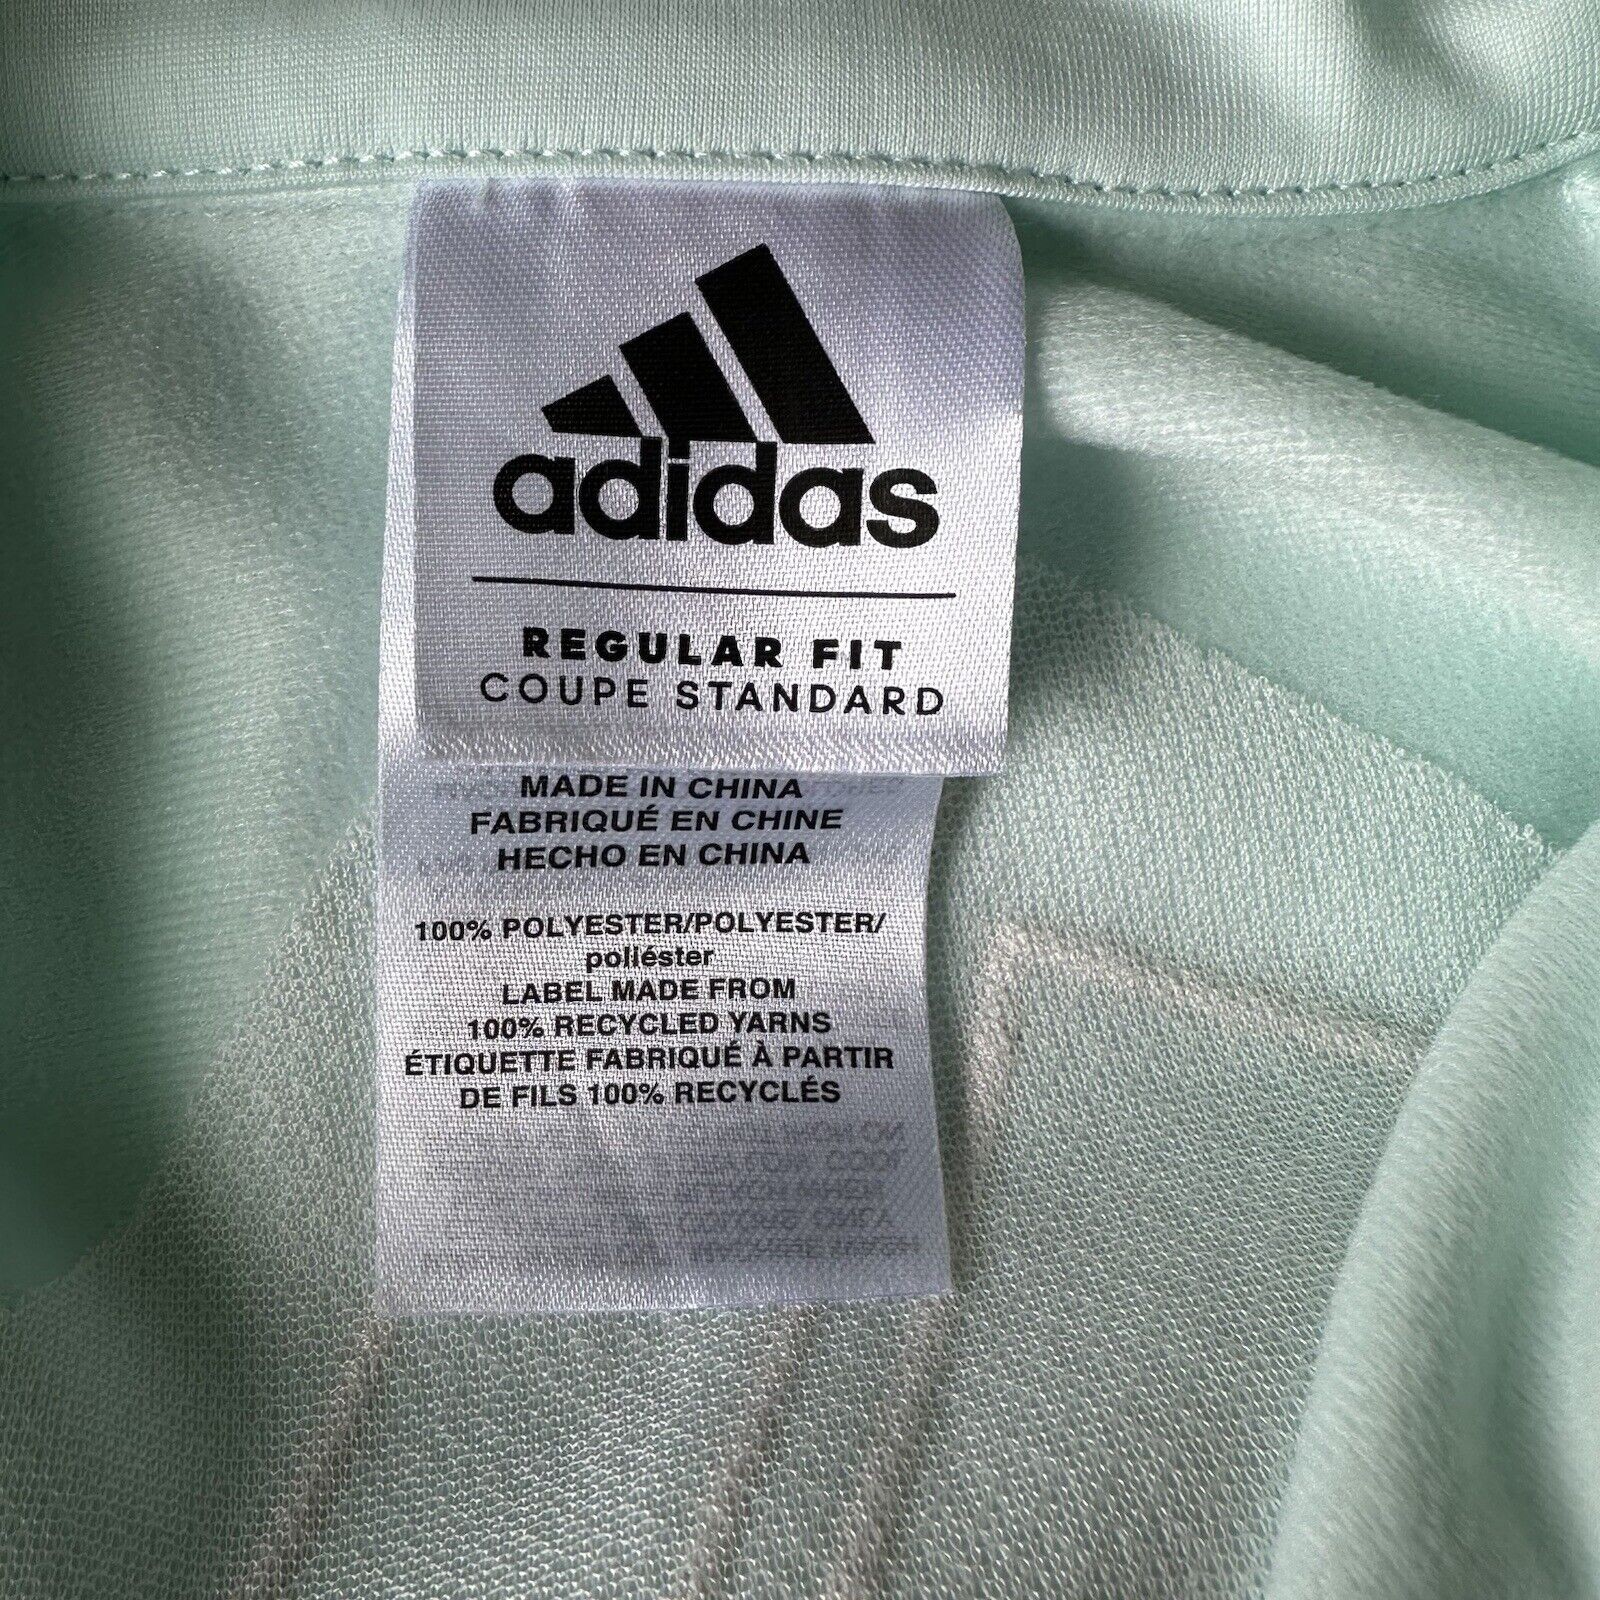 adidas
REGULAR FIT
COUPE STANDARD
MADE IN CHINA
FABRIQUÉ EN CHINE
HECHO EN CHINA
100% POLYESTER/POLYESTER/
poliéster
LABEL MADE FROM
100% RECYCLED YARNS
ÉTIQUETTE FABRIQUÉ À PARTIR
DE FILS 100% RECYCLÉS